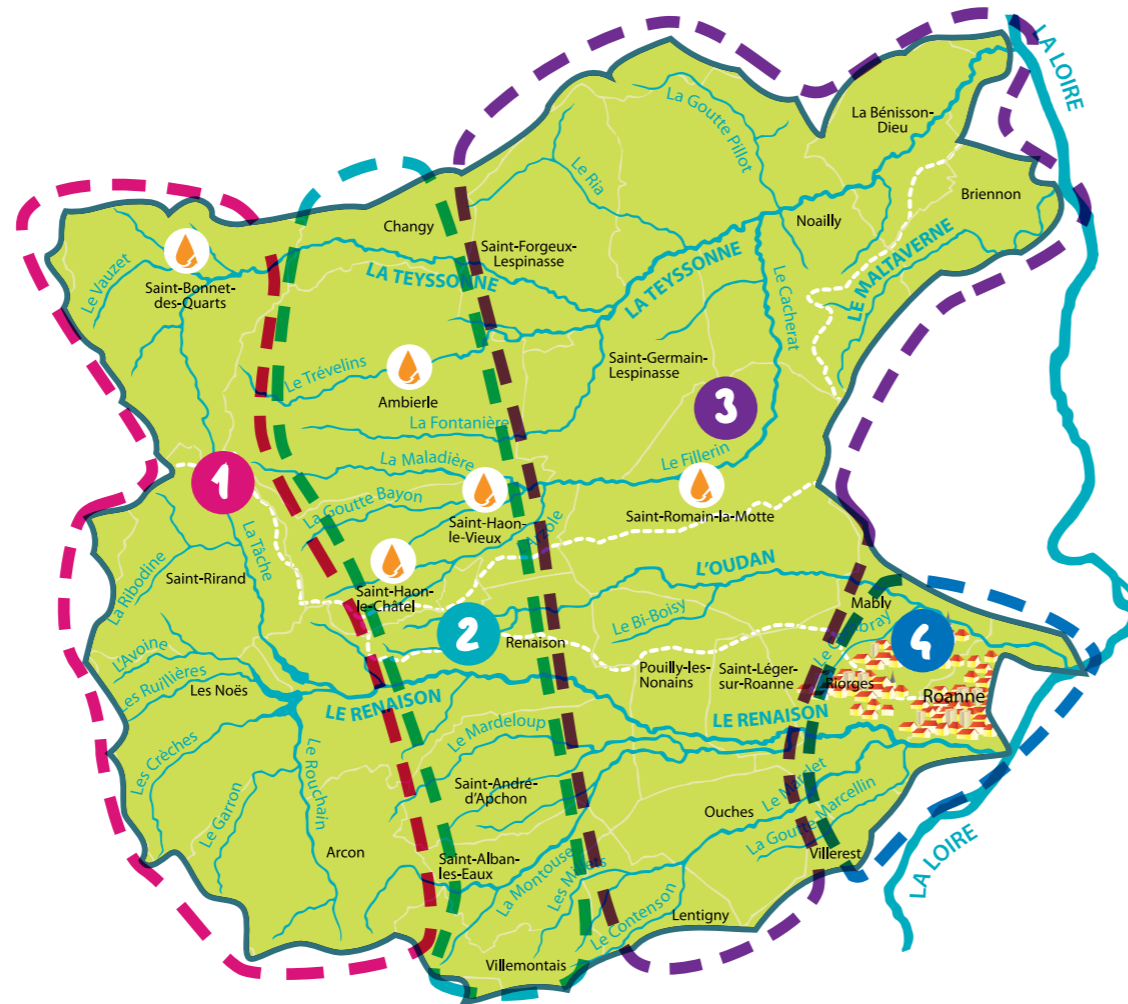 LA LOIRE
La Goutte Pillot
La Bénisson-
Dieu
Le Ria
Briennon
Changy
Noailly
Saint-Forgeux-
Lespinasse
LE MALTAVERNE
Le Vauzet
LA TEYSSONNE
LA TEYSSONNE
Saint-Bonnet-
des-Quarts
Le Cacherat
Le Trévelins
Saint-Germain-
Lespinasse
Ambierle
3
La Fontanière
La Maladière
Le Fillerin
1
La Goutte Bayon
Saint-Haon-
le-Vieux
Saint-Romain-la-Motte
La Tâche
L'OUDAN
La Ribodine
Saint-Rirand
Saint-Haon-
le-Châtel
Mably
Le Bi-Boisy
2
Renaison
4
L'Avoine
Pouilly-les-
Nonains
Saint-Léger-
sur-Roanne
Riorges
Les Ruillières
Les Noës
Roanne
LE RENAISON
LE RENAISON
Le Mardeloup
Les Crèches
Le Rouchain
Saint-André-
d'Apchon
Le Mardet
Le Garron
Ouches
La Goutte Marcellin
Arcon
Saint-Alban-
les-Eaux
Villerest
LA LOIRE
La Montouse
Les
Le Contenson
Lentigny
Villemontais